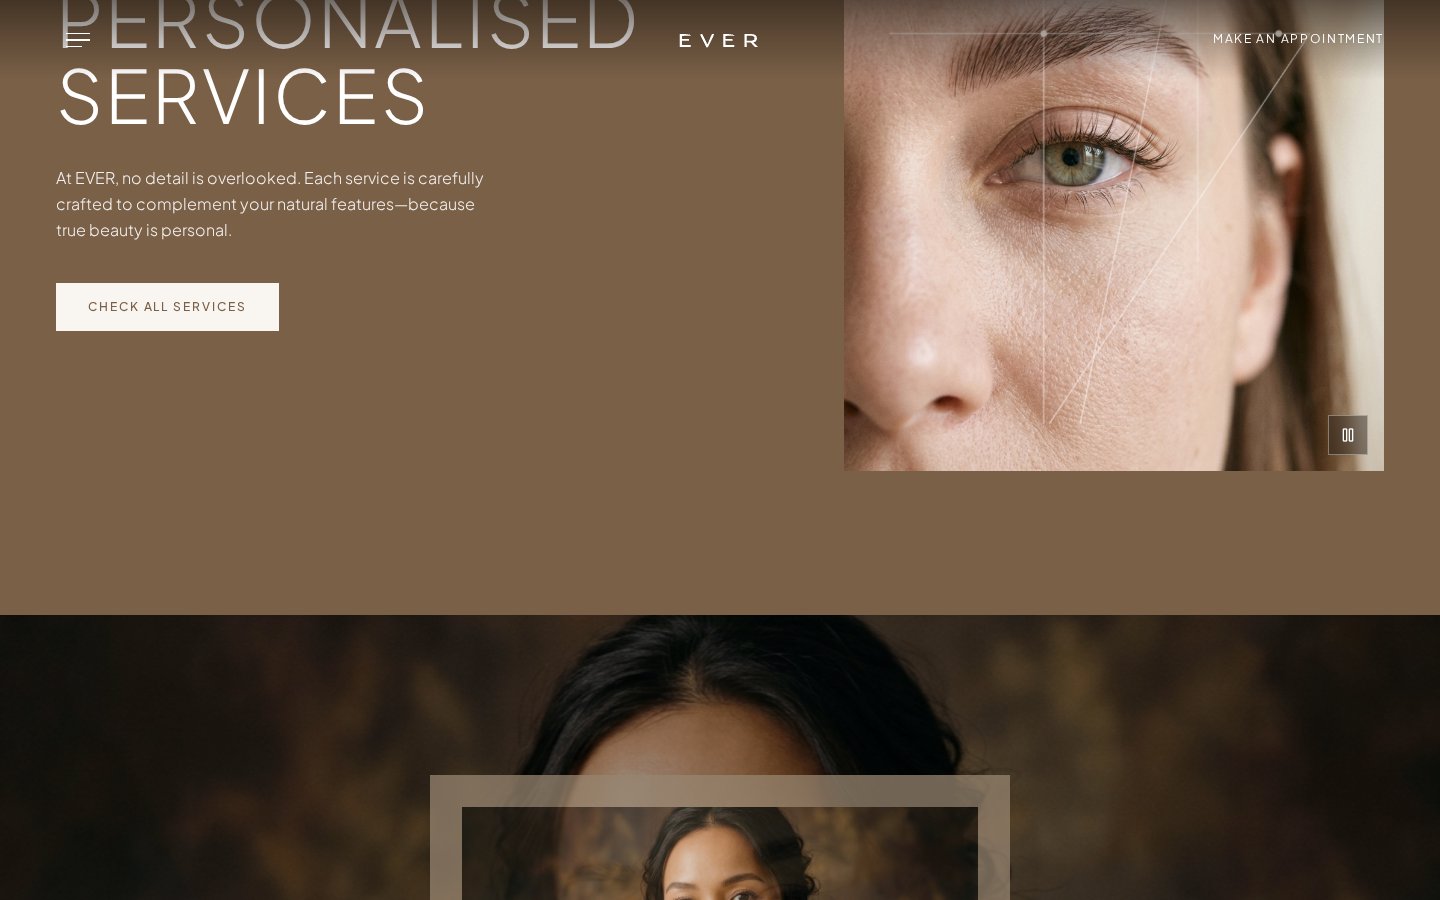 PERSONALISED
EVER
MAKE AN APPOINTMENT
SERVICES
At EVER, no detail is overlooked. Each service is carefully
crafted to complement your natural features—because
true beauty is personal.
CHECK ALL SERVICES